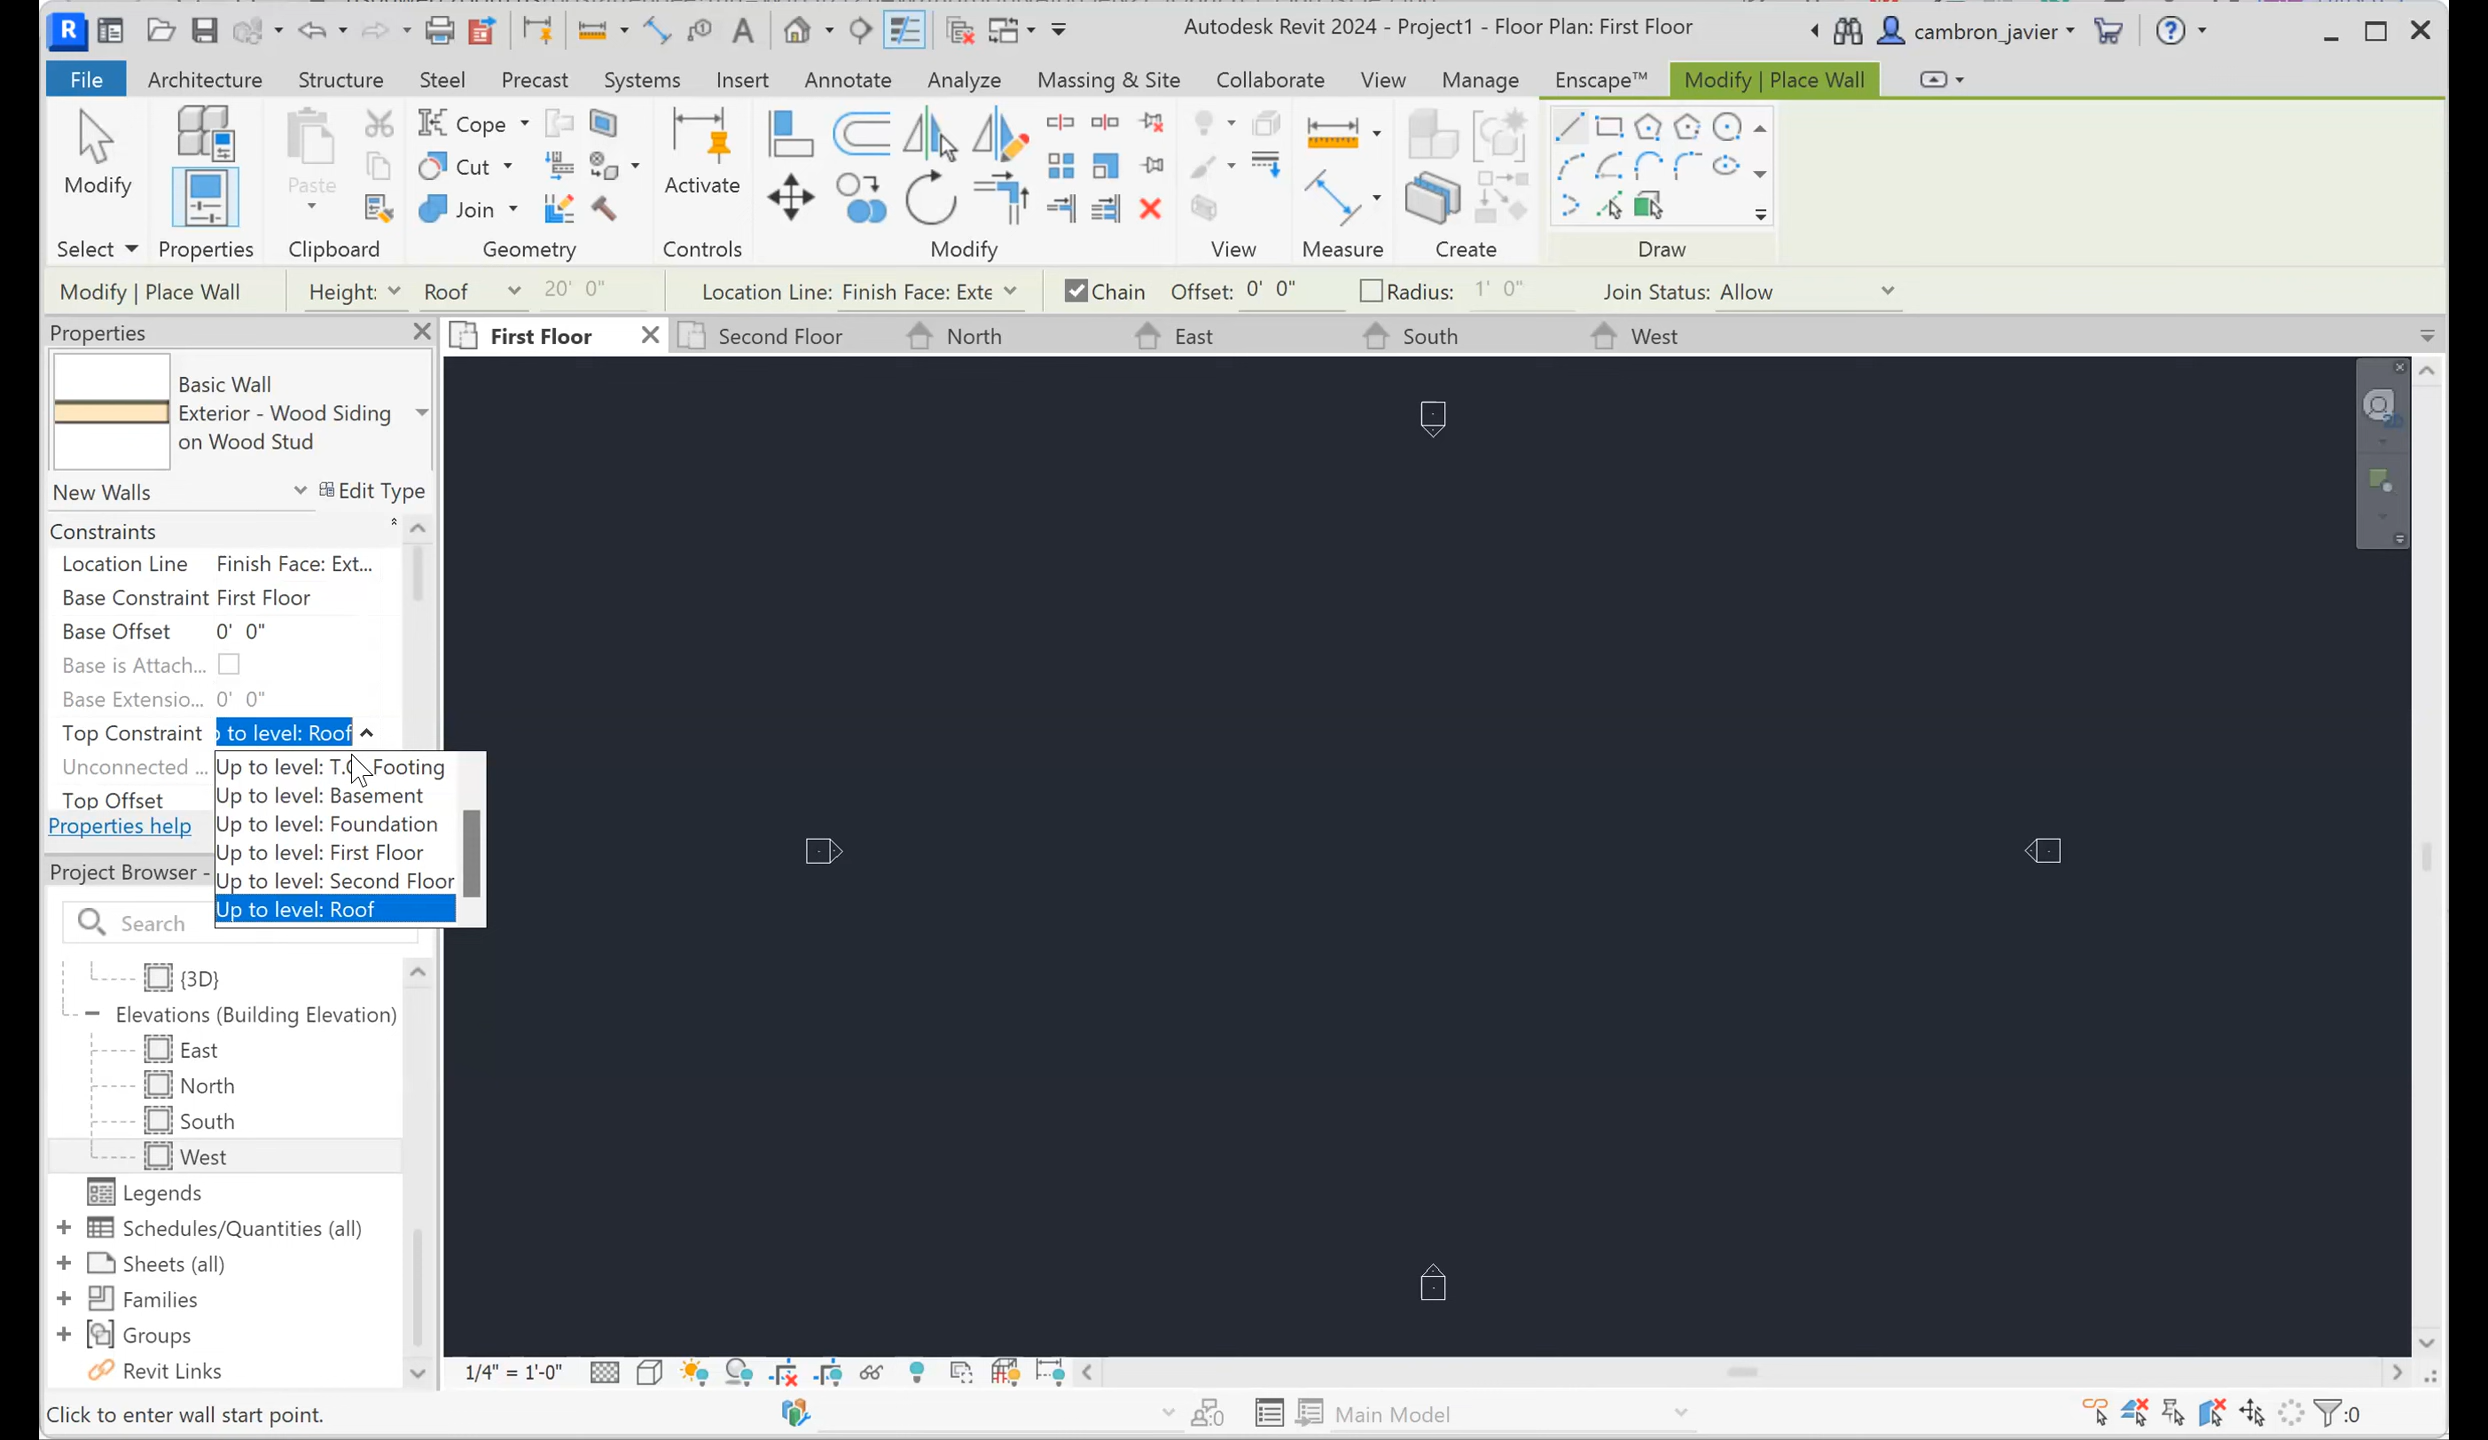 Autodesk Revit 2024 - Project1 - Floor Plan: First Floor
cambron_javier
File Architecture Structure Steel Precast Systems Insert Annotate Analyze Massing & Site Collaborate View Manage Enscape™ Modify | Place Wall
Modify
Paste
Cope
Cut
Join
Activate
Select Properties Clipboard Geometry Controls Modify View Measure Create Draw
Modify | Place Wall Height: Roof 20' 0" Location Line: Finish Face: Exte Chain Offset: 0' 0" Radius: 1' 0" Join Status: Allow
Properties
First Floor Second Floor North East South West
Basic Wall
Exterior - Wood Siding
on Wood Stud
New Walls Edit Type
Constraints
Location Line Finish Face: Ext...
Base Constraint First Floor
Base Offset 0' 0"
Base is Attach...
Base Extensio... 0' 0"
Top Constraint to level: Roof
Unconnected ...
Top Offset
Up to level: Footing
Up to level: Basement
Up to level: Foundation
Up to level: First Floor
Up to level: Second Floor
Up to level: Roof
Properties help
Project Browser -
Search
{3D}
Elevations (Building Elevation)
East
North
South
West
Legends
Schedules/Quantities (all)
Sheets (all)
Families
Groups
Revit Links
1/4" = 1'-0"
Click to enter wall start point.
:0
Main Model
:0